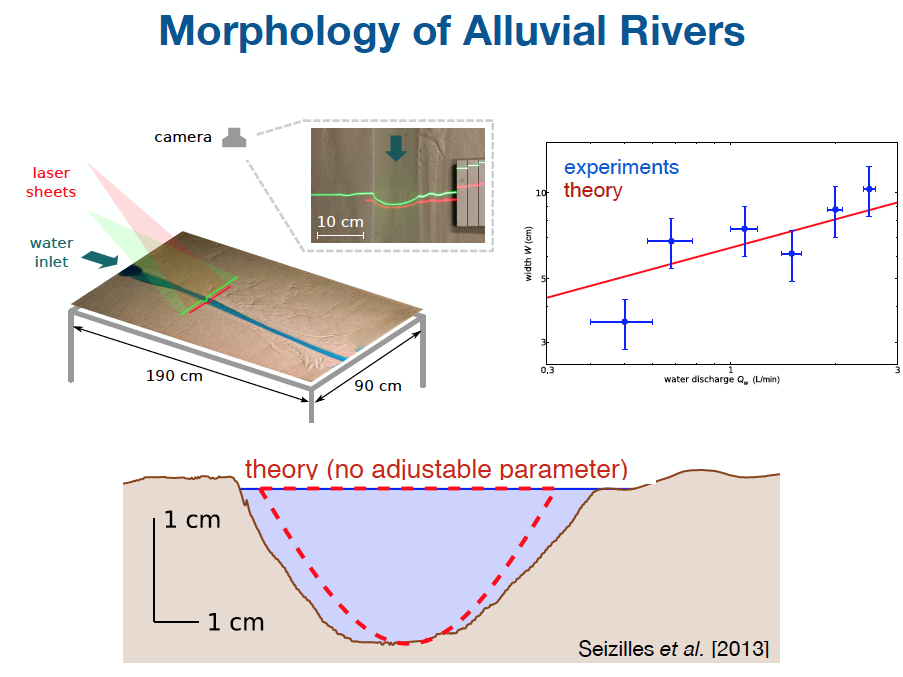 Morphology of Alluvial Rivers
camera
laser
sheets
water
inlet
10 cm
190 cm
90 cm
experiments
theory
width W (cm)
10
5
3
0,3
1
3
water discharge Qw (L/min)
theory (no adjustable parameter)
1 cm
1 cm
Seizilles et al. [2013]